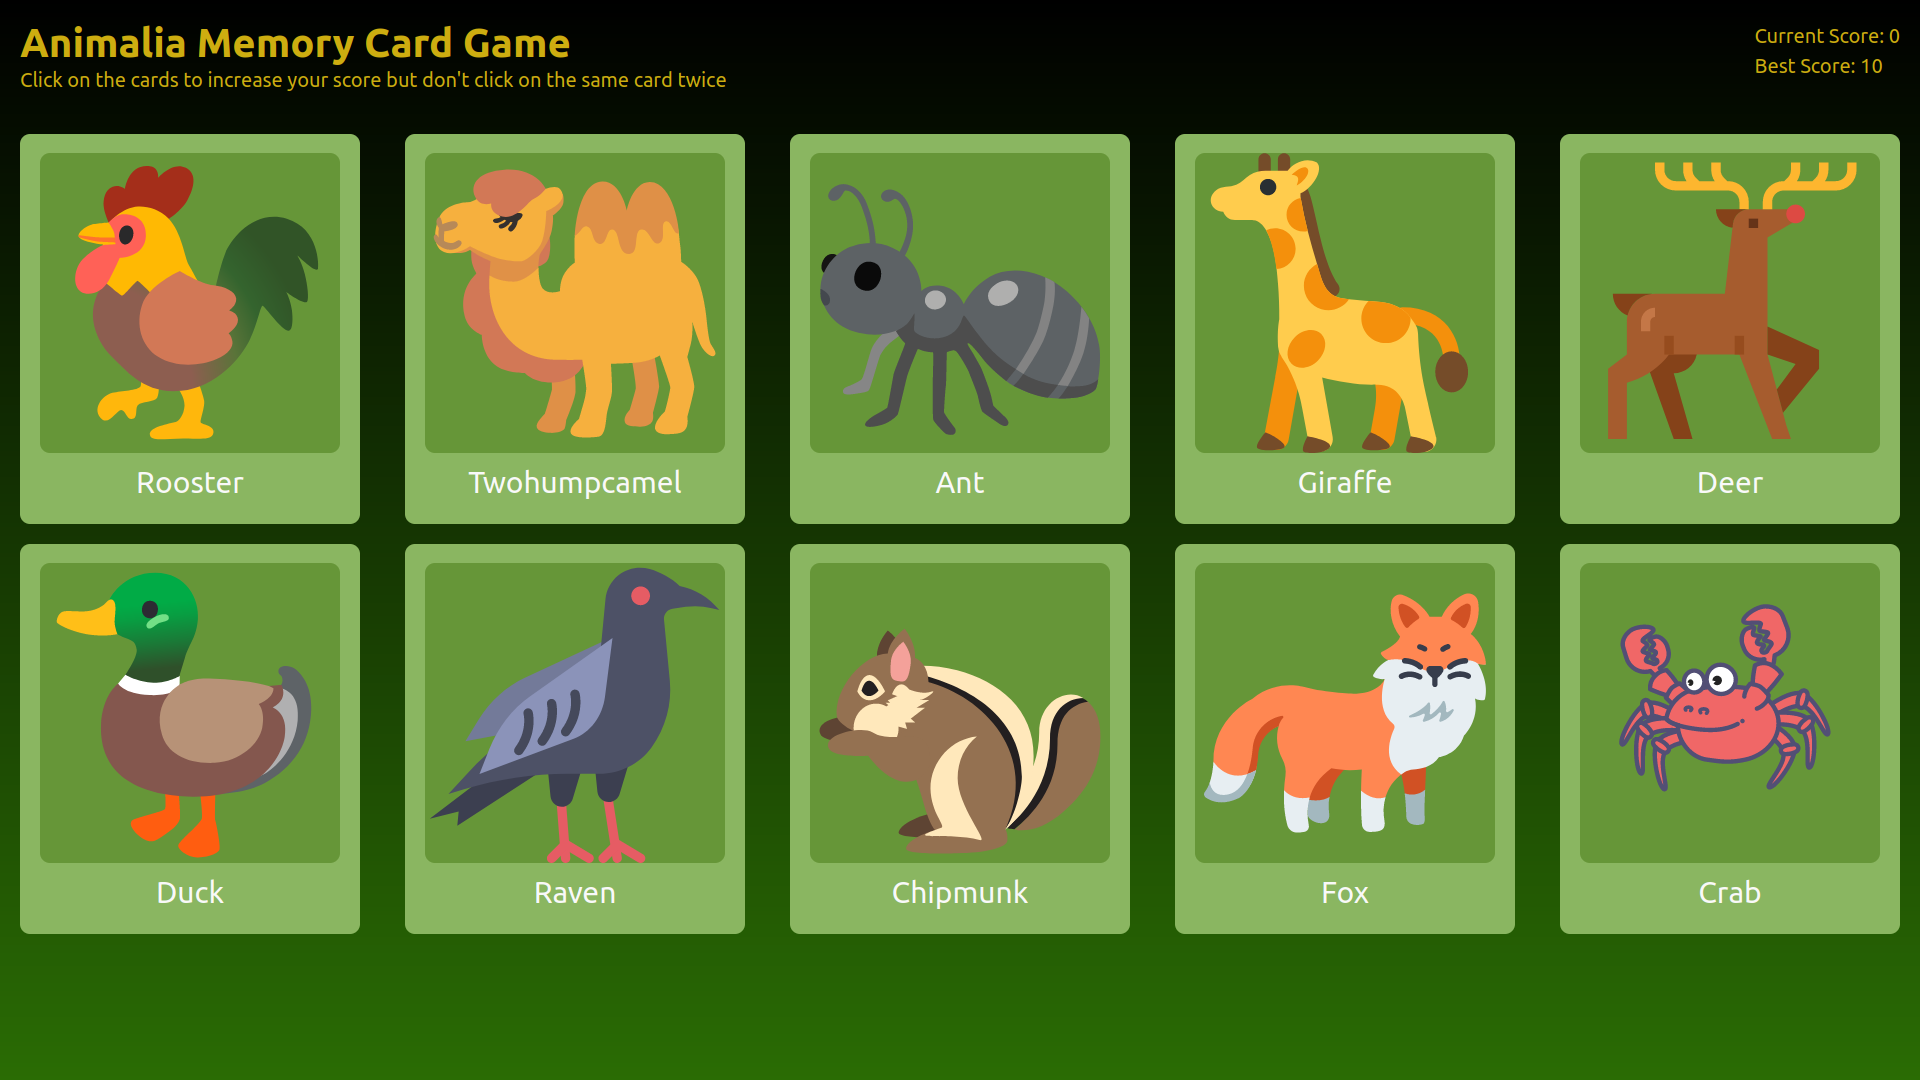 Animalia Memory Card Game
Click on the cards to increase your score but don't click on the same card twice
Current Score: 0
Best Score: 10
Rooster
Twohumpcamel
Ant
Giraffe
Deer
Duck
Raven
Chipmunk
Fox
Crab